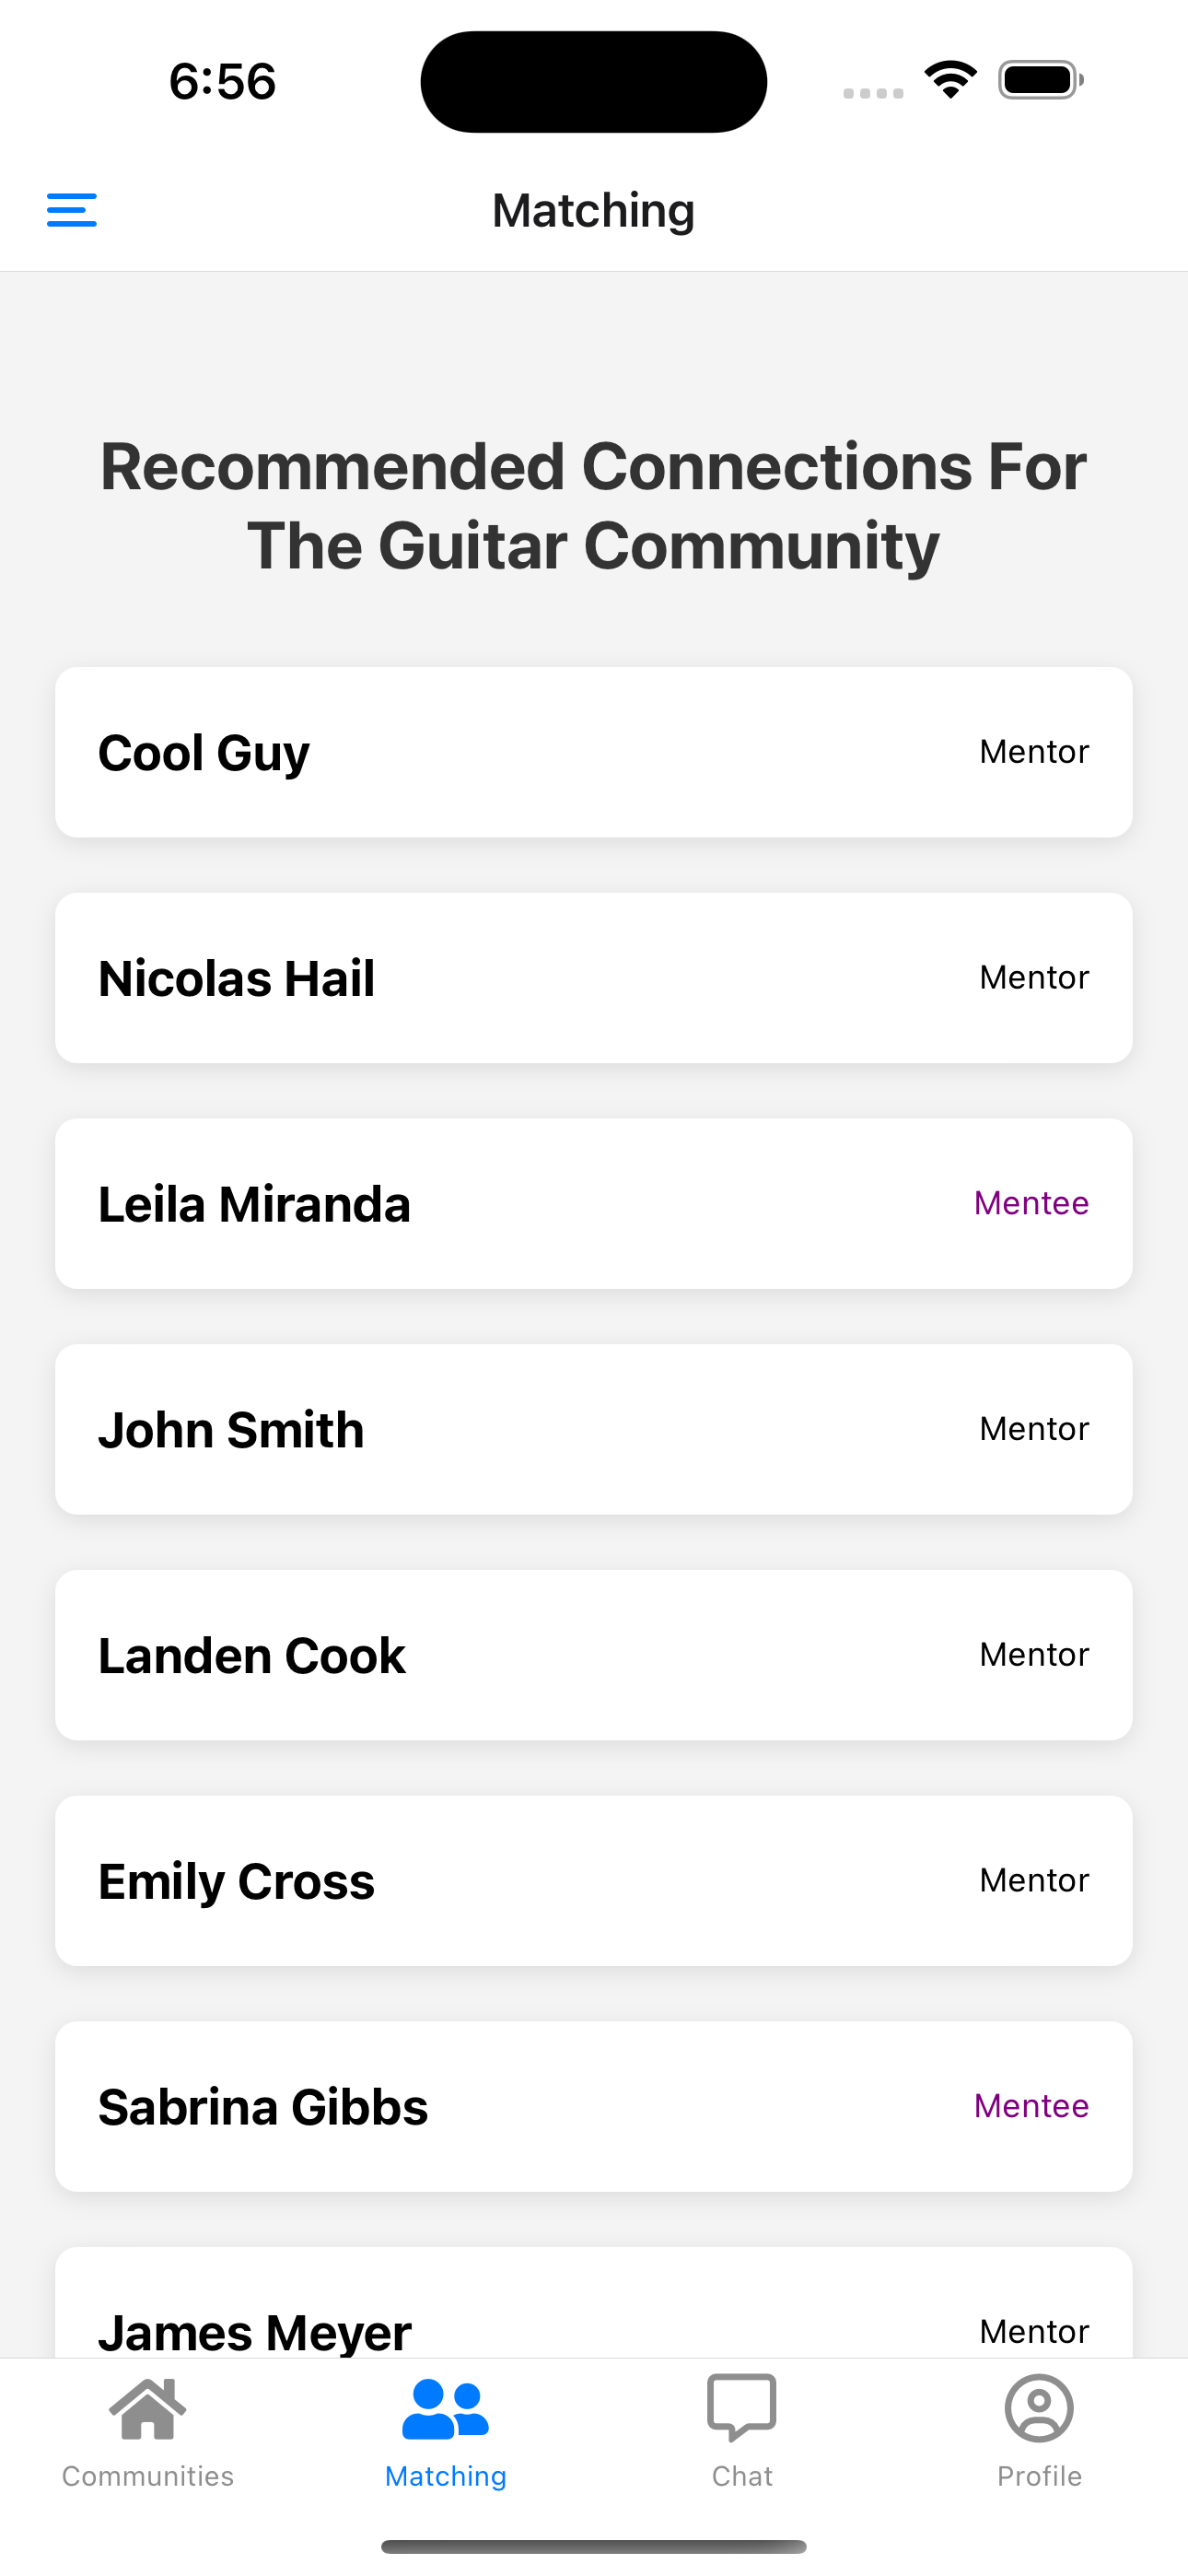 6:56
Matching
Recommended Connections For
The Guitar Community
Cool Guy Mentor
Nicolas Hail Mentor
Leila Miranda Mentee
John Smith Mentor
Landen Cook Mentor
Emily Cross Mentor
Sabrina Gibbs Mentee
James Meyer Mentor
Communities Matching Chat Profile